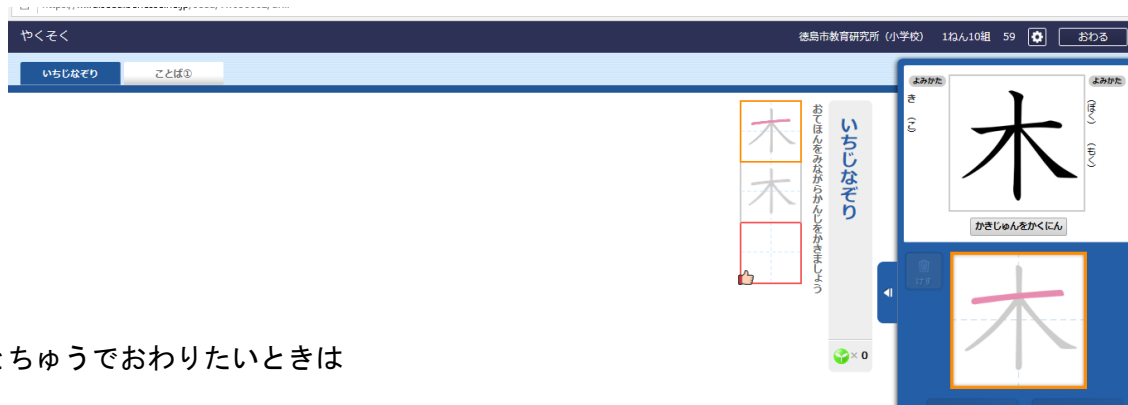 やくそく
徳島市教育研究所（小学校） 1ねん10組 59
おわる
いちじなぞり
ことば①
いちじなぞり
おてほんをみながらかんじをかきましょう
木
木
× 0
よみかた
（ぼく）
（もく）
木
よみかた
き
（こ）
かきじゅんをかくにん
けす
木
ちゅうでおわりたいときは